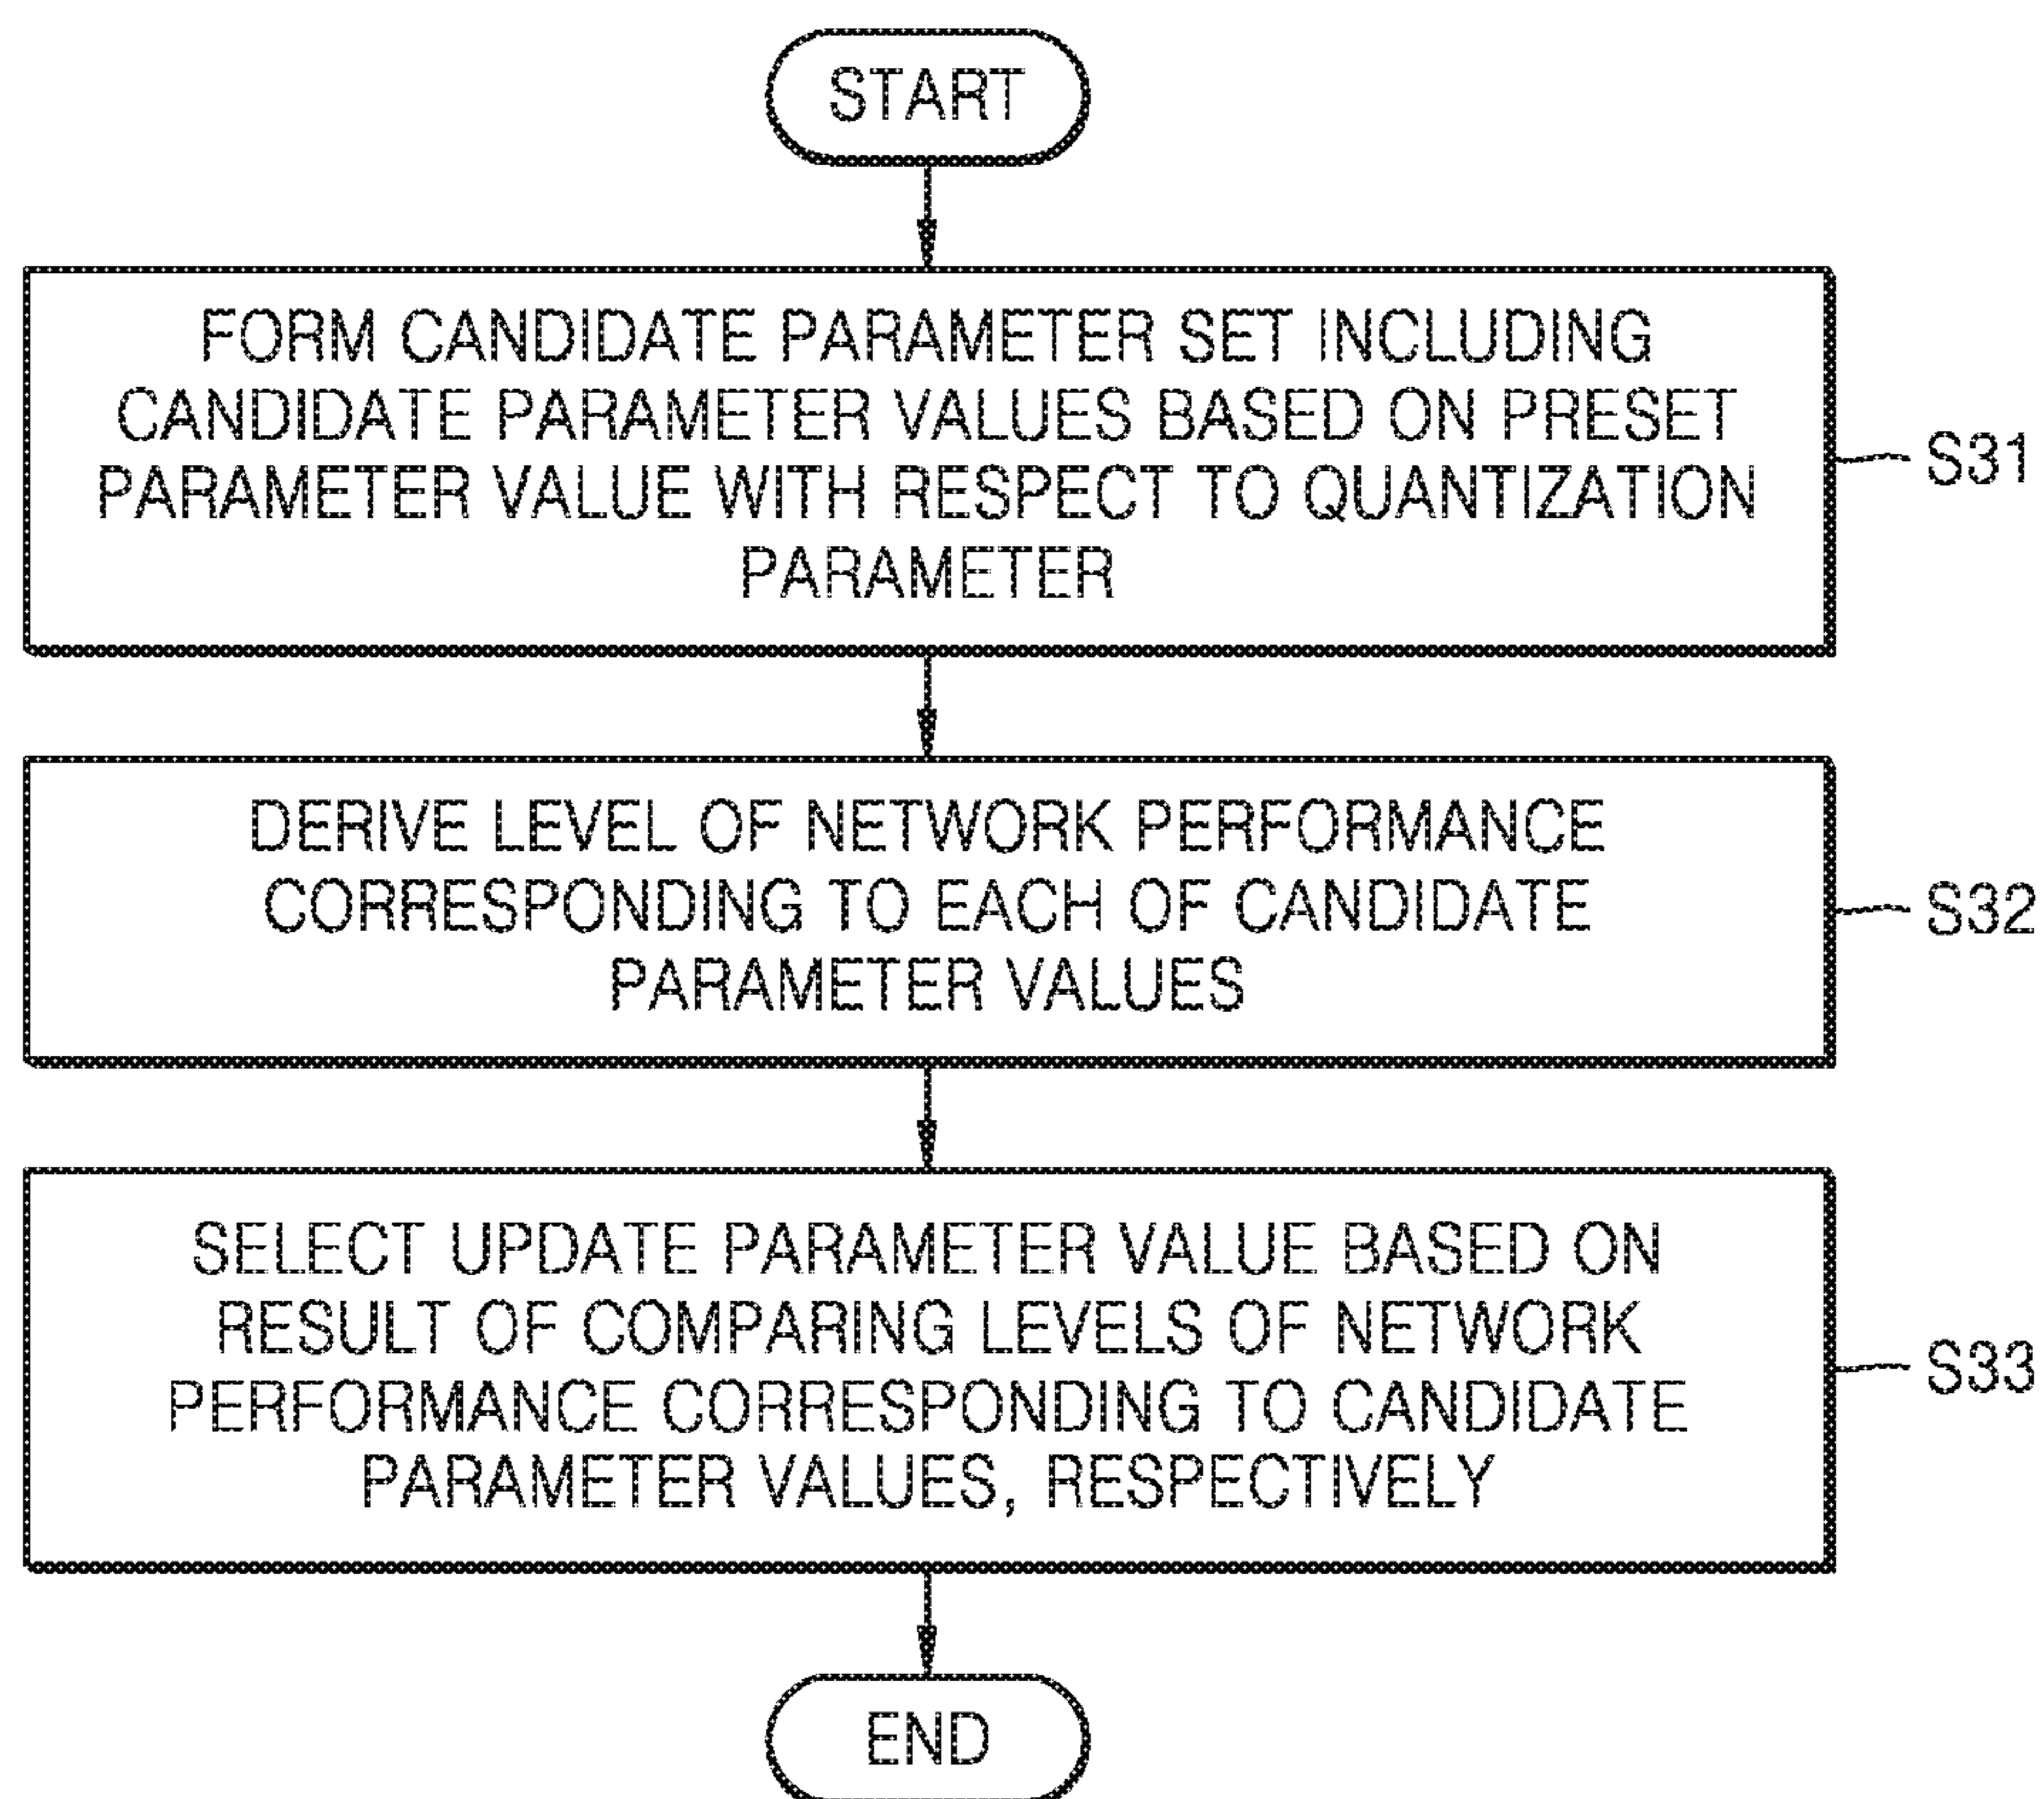 START
FORM CANDIDATE PARAMETER SET INCLUDING
CANDIDATE PARAMETER VALUES BASED ON PRESET
PARAMETER VALUE WITH RESPECT TO QUANTIZATION
PARAMETER
S31
DERIVE LEVEL OF NETWORK PERFORMANCE
CORRESPONDING TO EACH OF CANDIDATE
PARAMETER VALUES
S32
SELECT UPDATE PARAMETER VALUE BASED ON
RESULT OF COMPARING LEVELS OF NETWORK
PERFORMANCE CORRESPONDING TO CANDIDATE
PARAMETER VALUES, RESPECTIVELY
S33
END